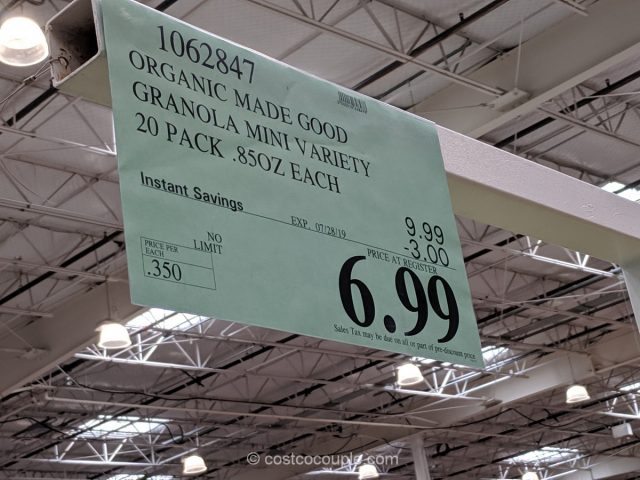 1062847
ORGANIC MADE GOOD
GRANOLA MINI VARIETY
20 PACK .85OZ EACH
Instant Savings
EXP. 07/28/19
9.99
-3.00
NO
LIMIT
PRICE PER
EACH
.350
PRICE AT REGISTER
6.99
Sales Tax may be due on all or part of pre-discount price
© costcocouple.com